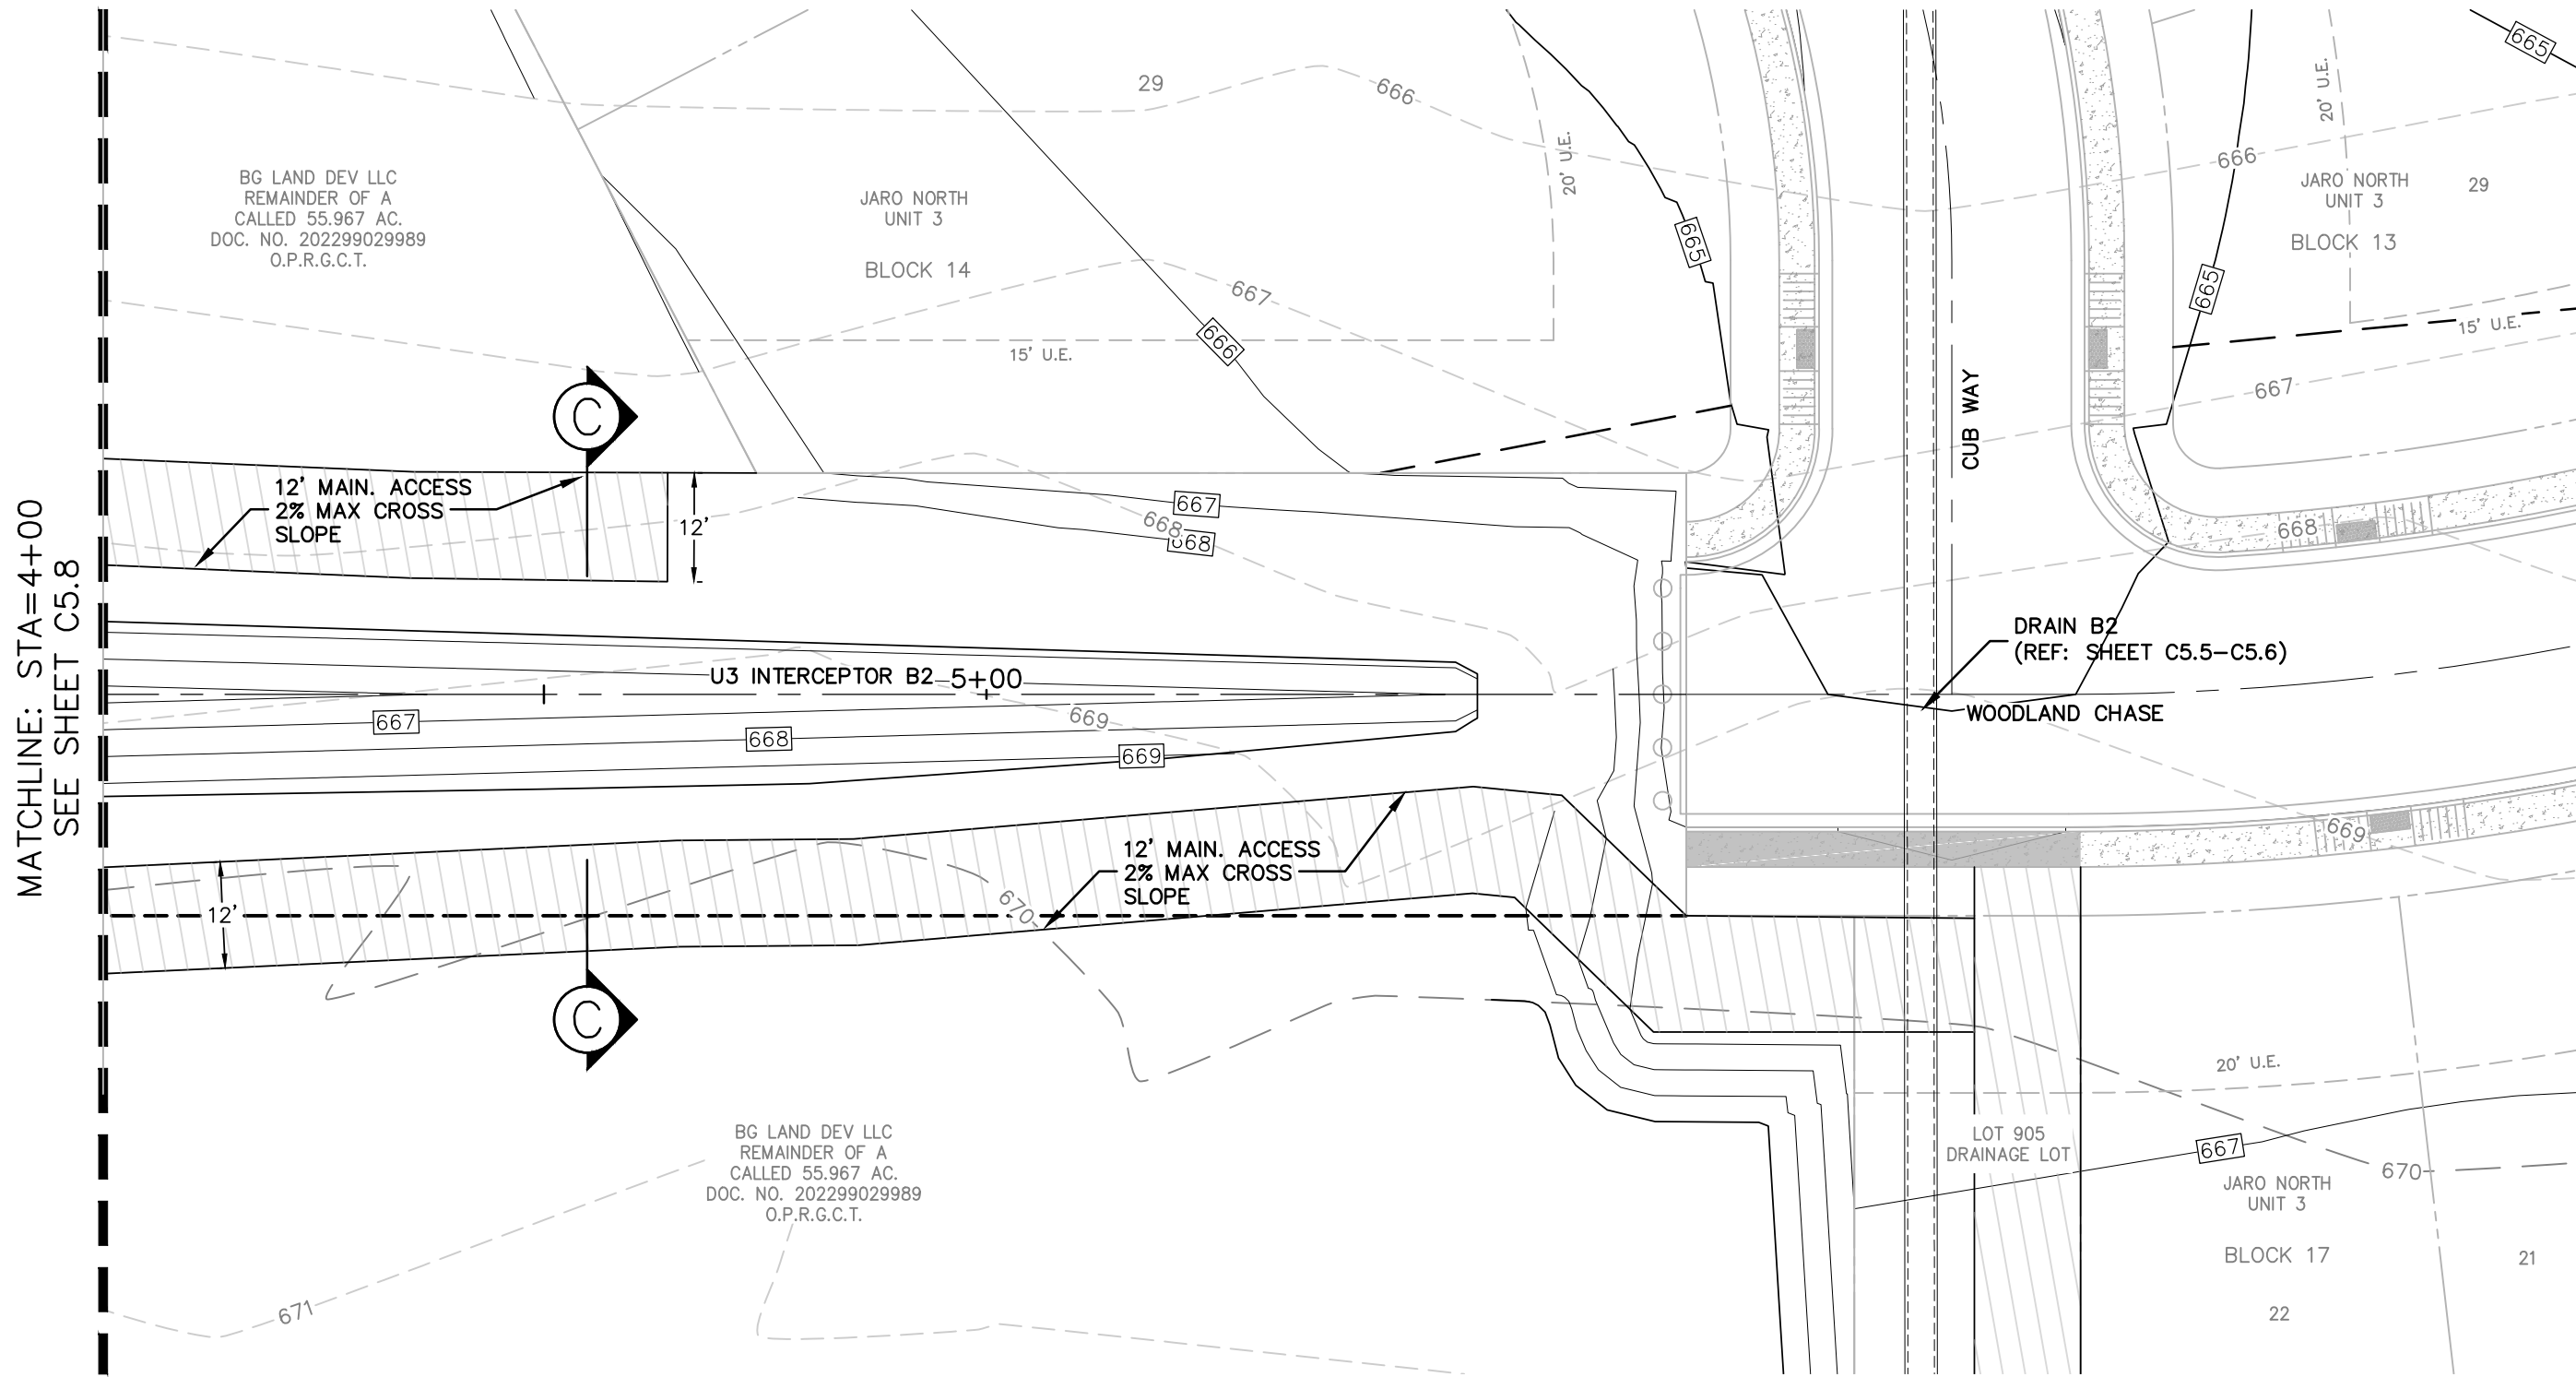 MATCHLINE: STA=4+00
SEE SHEET C5.8
BG LAND DEV LLC
REMAINDER OF A
CALLED 55.967 AC.
DOC. NO. 202299029989
O.P.R.G.C.T.
29
666
20' U.E.
JARO NORTH
UNIT 3
BLOCK 14
667
666
15' U.E.
665
665
20' U.E.
666
JARO NORTH
UNIT 3
29
BLOCK 13
665
15' U.E.
667
CUB WAY
C
12' MAIN. ACCESS
2% MAX CROSS
SLOPE
12'
667
668
668
668
DRAIN B2
(REF: SHEET C5.5-C5.6)
WOODLAND CHASE
U3 INTERCEPTOR B2
5+00
667
668
669
669
669
12' MAIN. ACCESS
2% MAX CROSS
SLOPE
12'
670
C
BG LAND DEV LLC
REMAINDER OF A
CALLED 55.967 AC.
DOC. NO. 202299029989
O.P.R.G.C.T.
671
20' U.E.
LOT 905
DRAINAGE LOT
667
670
JARO NORTH
UNIT 3
BLOCK 17
21
22